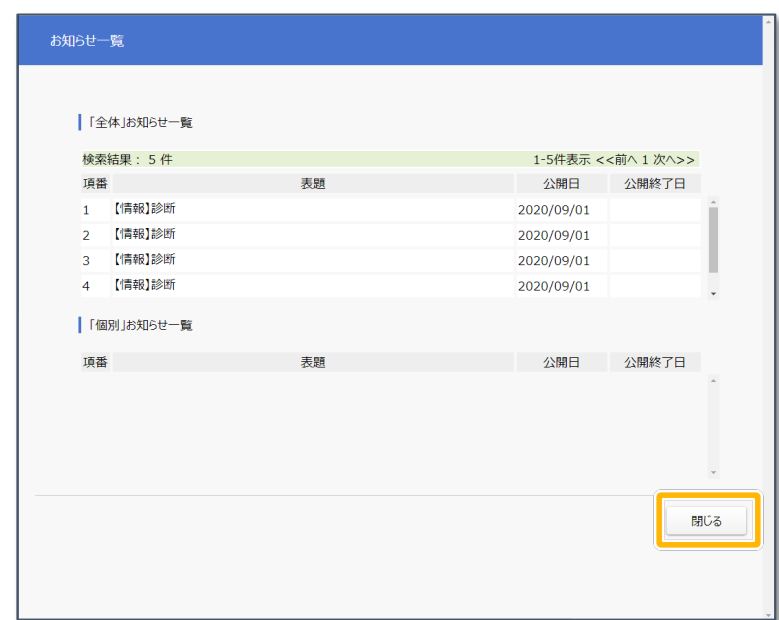 お知らせ一覧
「全体」お知らせ一覧
検索結果： 5 件 1-5件表示 <<前へ 1 次へ>>
項番 表題 公開日 公開終了日
1 【情報】診断 2020/09/01
2 【情報】診断 2020/09/01
3 【情報】診断 2020/09/01
4 【情報】診断 2020/09/01
「個別」お知らせ一覧
項番 表題 公開日 公開終了日
閉じる